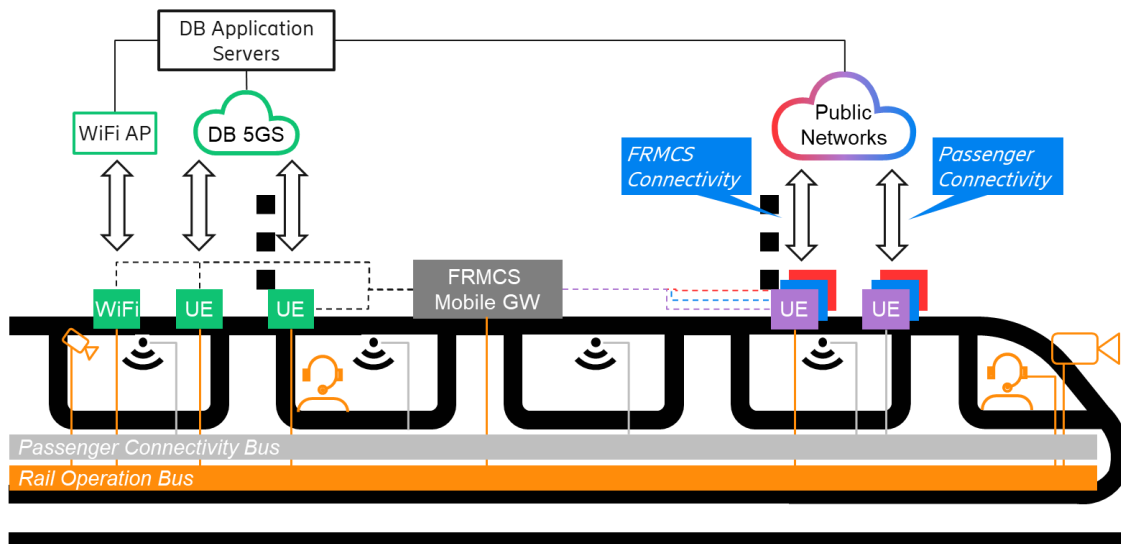 DB Application
Servers
WiFi AP
DB 5GS
Public
Networks
FRMCS
Connectivity
Passenger
Connectivity
FRMCS
Mobile GW
WiFi
UE
UE
UE
UE
Passenger Connectivity Bus
Rail Operation Bus